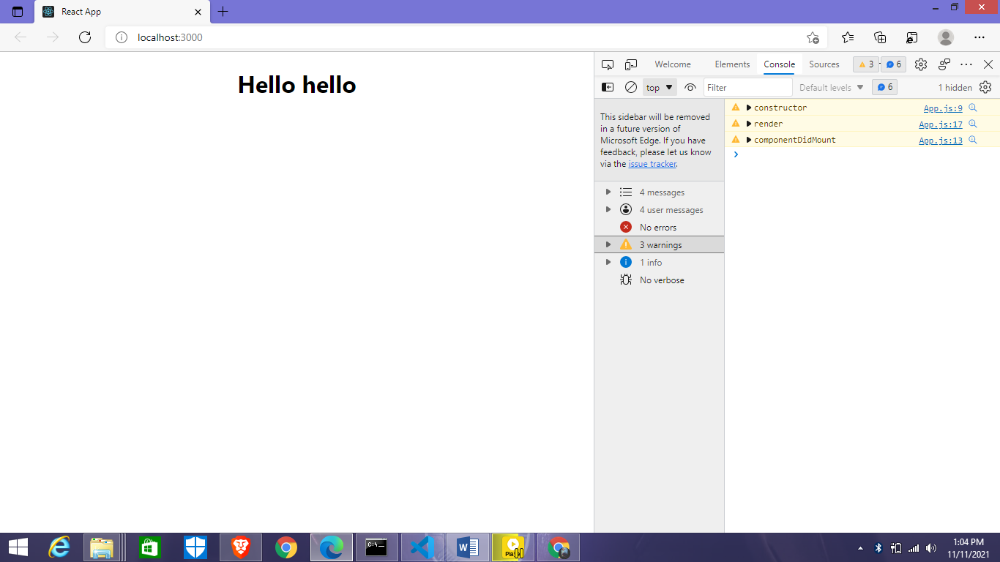 React App
localhost:3000
Hello hello
Welcome
Elements
Console
Sources
3
6
top
Filter
Default levels
6
1 hidden
This sidebar will be removed
in a future version of
Microsoft Edge. If you have
feedback, please let us know
via the issue tracker.
4 messages
4 user messages
No errors
3 warnings
1 info
No verbose
constructor App.js:9
render App.js:17
componentDidMount App.js:13
C:\
1:04 PM
11/11/2021